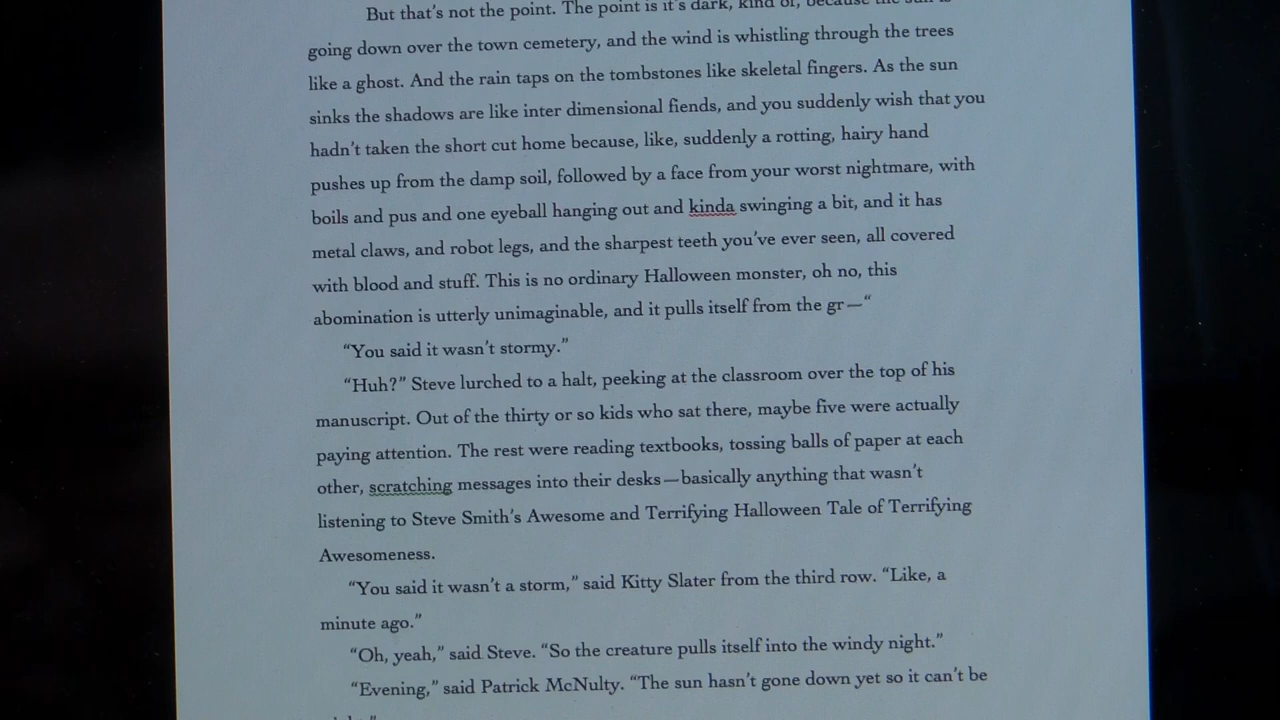 But that's not the point. The point is it's dark, kind of, because the sun is
going down over the town cemetery, and the wind is whistling through the trees
like a ghost. And the rain taps on the tombstones like skeletal fingers. As the sun
sinks the shadows are like inter dimensional fiends, and you suddenly wish that you
hadn't taken the short cut home because, like, suddenly a rotting, hairy hand
pushes up from the damp soil, followed by a face from your worst nightmare, with
boils and pus and one eyeball hanging out and kinda swinging a bit, and it has
metal claws, and robot legs, and the sharpest teeth you've ever seen, all covered
with blood and stuff. This is no ordinary Halloween monster, oh no, this
abomination is utterly unimaginable, and it pulls itself from the gr—“
“You said it wasn't stormy.”
“Huh?” Steve lurched to a halt, peeking at the classroom over the top of his
manuscript. Out of the thirty or so kids who sat there, maybe five were actually
paying attention. The rest were reading textbooks, tossing balls of paper at each
other, scratching messages into their desks—basically anything that wasn't
listening to Steve Smith's Awesome and Terrifying Halloween Tale of Terrifying
Awesomeness.
“You said it wasn't a storm,” said Kitty Slater from the third row. “Like, a
minute ago.”
“Oh, yeah,” said Steve. “So the creature pulls itself into the windy night.”
“Evening,” said Patrick McNulty. “The sun hasn't gone down yet so it can't be